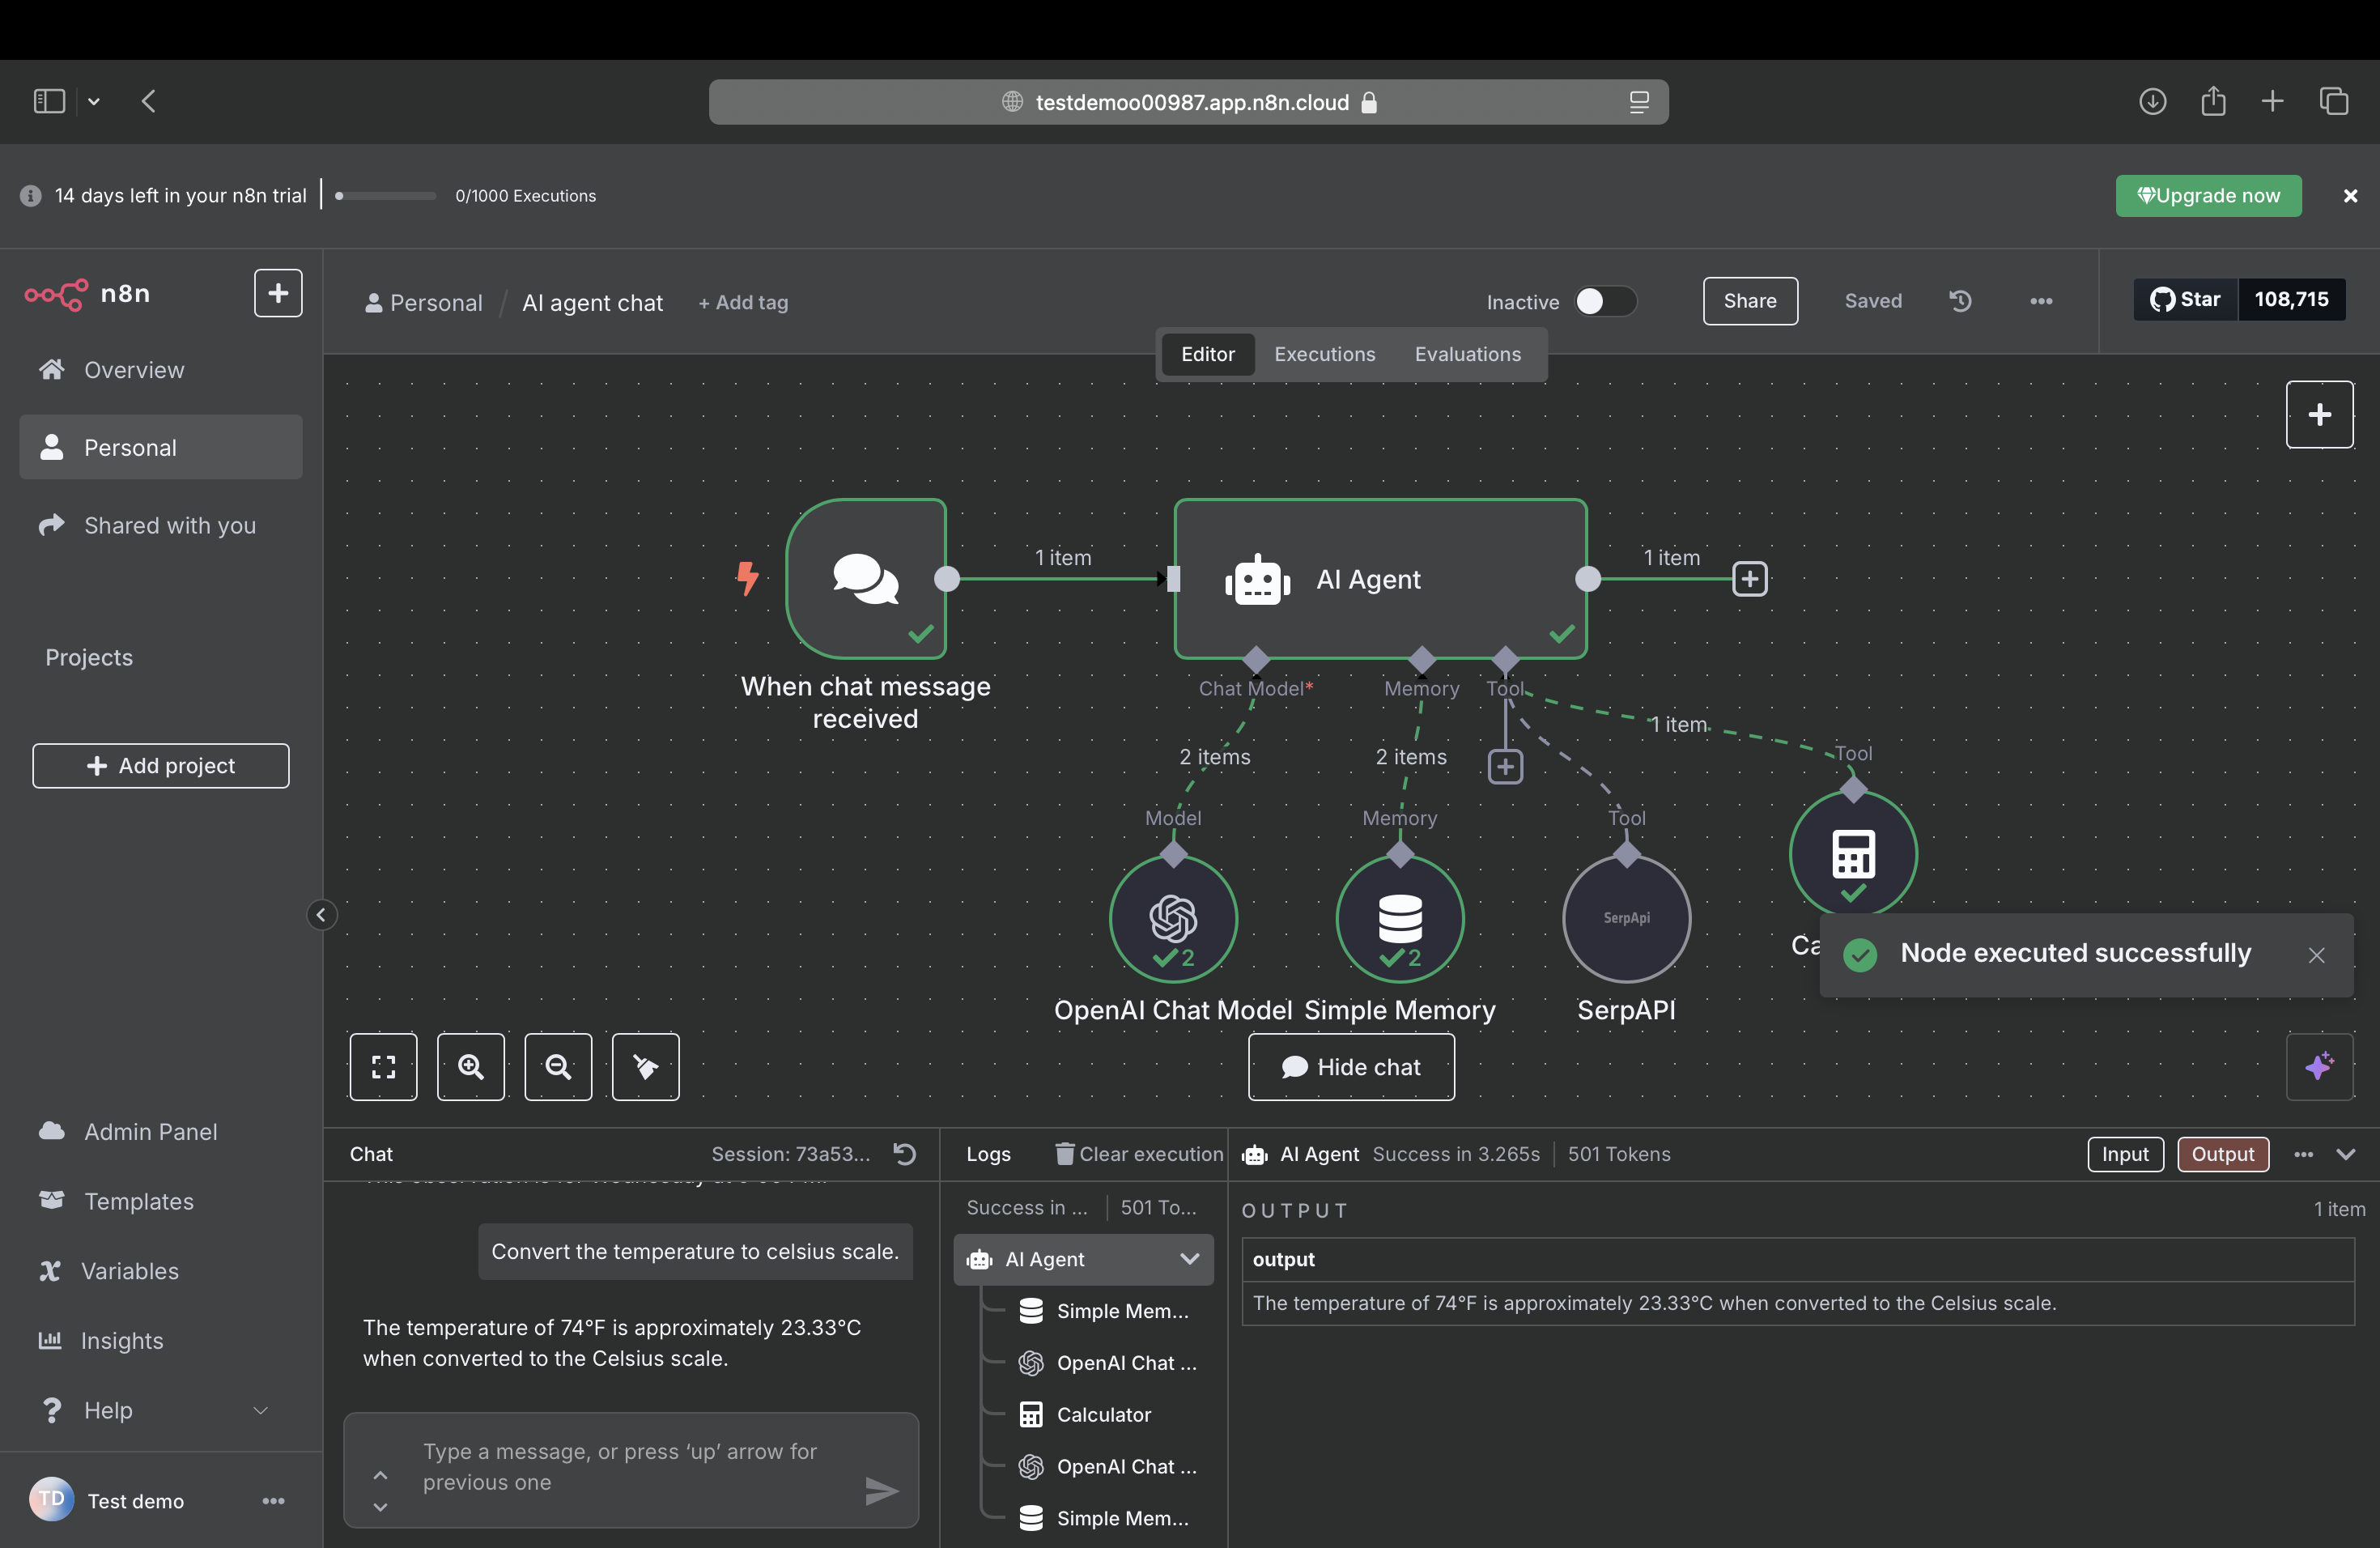 testdemoo00987.app.n8n.cloud
14 days left in your n8n trial
0/1000 Executions
Upgrade now
n8n
Personal / AI agent chat
+ Add tag
Inactive
Share
Saved
Star
108,715
Editor
Executions
Evaluations
Overview
Personal
Shared with you
Projects
Add project
Admin Panel
Templates
Variables
Insights
Help
TD
Test demo
1 item
AI Agent
1 item
When chat message
received
Chat Model*
Memory
Tool
2 items
2 items
1 item
Tool
Model
Memory
Tool
2
2
SerpApi
OpenAI Chat Model
Simple Memory
SerpAPI
Ca
Node executed successfully
Hide chat
Chat
Session: 73a53...
Convert the temperature to celsius scale.
The temperature of 74°F is approximately 23.33°C
when converted to the Celsius scale.
Type a message, or press ‘up’ arrow for
previous one
Logs
Clear execution
Success in ...
501 To...
AI Agent
Simple Mem...
OpenAI Chat ...
Calculator
OpenAI Chat ...
Simple Mem...
AI Agent
Success in 3.265s
501 Tokens
Input
Output
OUTPUT
1 item
output
The temperature of 74°F is approximately 23.33°C when converted to the Celsius scale.